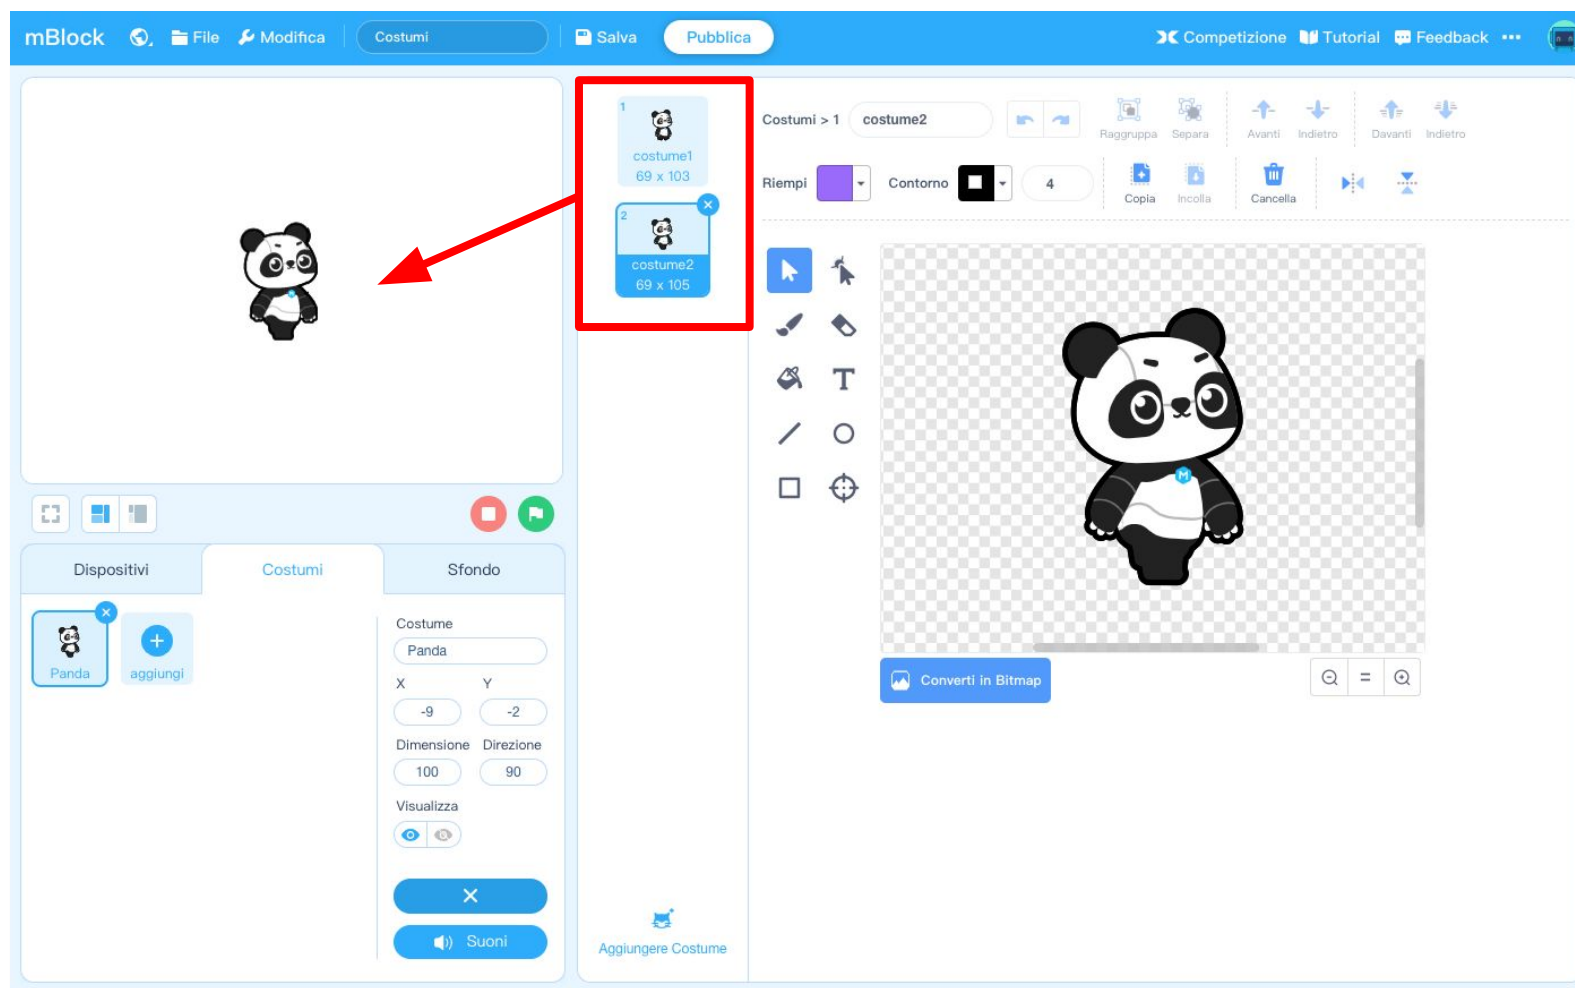 mBlock
File
Modifica
Costumi
Salva
Pubblica
Competizione
Tutorial
Feedback
1
costume1
69 x 103
2
costume2
69 x 105
Costumi > 1
costume2
Raggruppa
Separa
Avanti
Indietro
Davanti
Indietro
Riempi
Contorno
4
Copia
Incolla
Cancella
T
M
Converti in Bitmap
Dispositivi
Costumi
Sfondo
Panda
aggiungi
Costume
Panda
X Y
-9 -2
Dimensione Direzione
100 90
Visualizza
Suoni
Aggiungere Costume